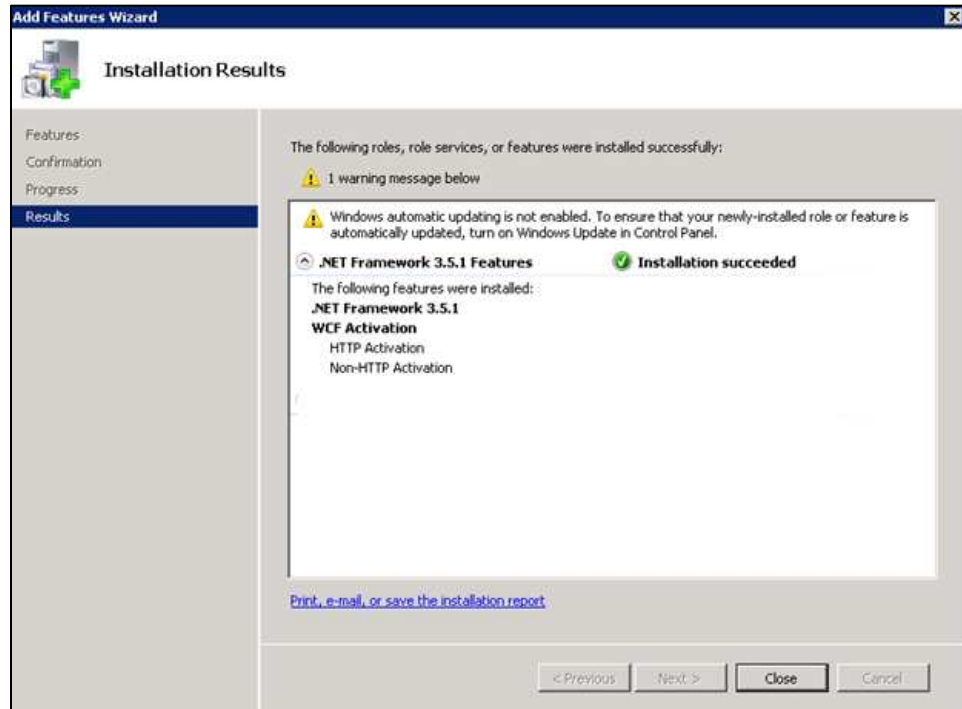 Add Features Wizard
Installation Results
Features
Confirmation
Progress
Results
The following roles, role services, or features were installed successfully:
1 warning message below
Windows automatic updating is not enabled. To ensure that your newly-installed role or feature is
automatically updated, turn on Windows Update in Control Panel.
.NET Framework 3.5.1 Features Installation succeeded
The following features were installed:
.NET Framework 3.5.1
WCF Activation
HTTP Activation
Non-HTTP Activation
Print, e-mail, or save the installation report
< Previous Next > Close Cancel